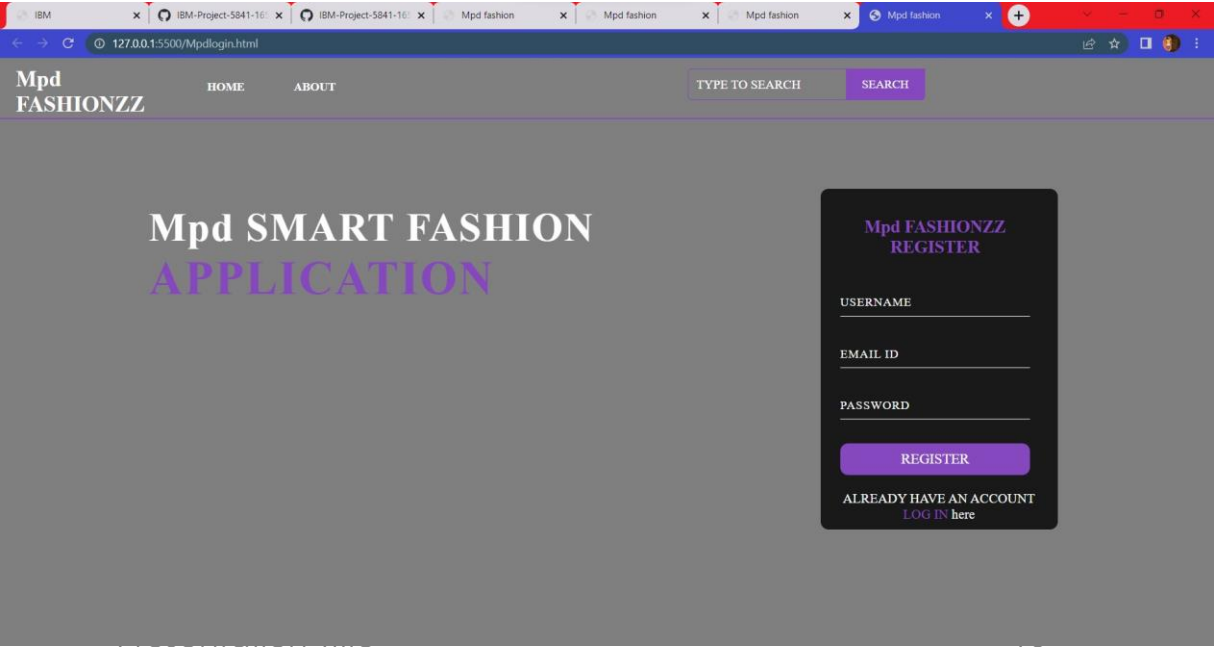 IBM
IBM-Project-5841-16
IBM-Project-5841-16
Mpd fashion
Mpd fashion
Mpd fashion
Mpd fashion
127.0.0.1:5500/Mpdlogin.html
Mpd
FASHIONZZ
HOME
ABOUT
TYPE TO SEARCH
SEARCH
Mpd SMART FASHION
APPLICATION
Mpd FASHIONZZ
REGISTER
USERNAME
EMAIL ID
PASSWORD
REGISTER
ALREADY HAVE AN ACCOUNT
LOG IN here